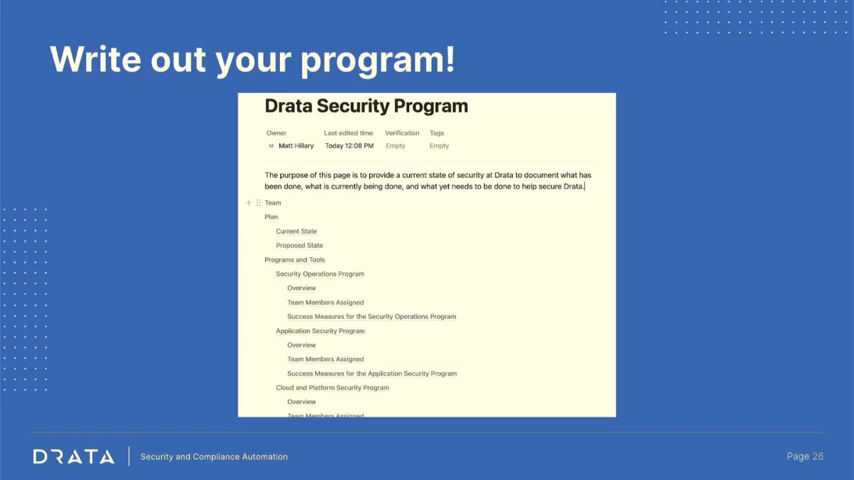 Write out your program!
Drata Security Program
Owner Last edited time Verification Tags
M Matt Hillary Today 12:08 PM Empty Empty
The purpose of this page is to provide a current state of security at Drata to document what has
been done, what is currently being done, and what yet needs to be done to help secure Drata.
Team
Plan
Current State
Proposed State
Programs and Tools
Security Operations Program
Overview
Team Members Assigned
Success Measures for the Security Operations Program
Application Security Program
Overview
Team Members Assigned
Success Measures for the Application Security Program
Cloud and Platform Security Program
Overview
Team Members Assigned
DRATA Security and Compliance Automation Page 26